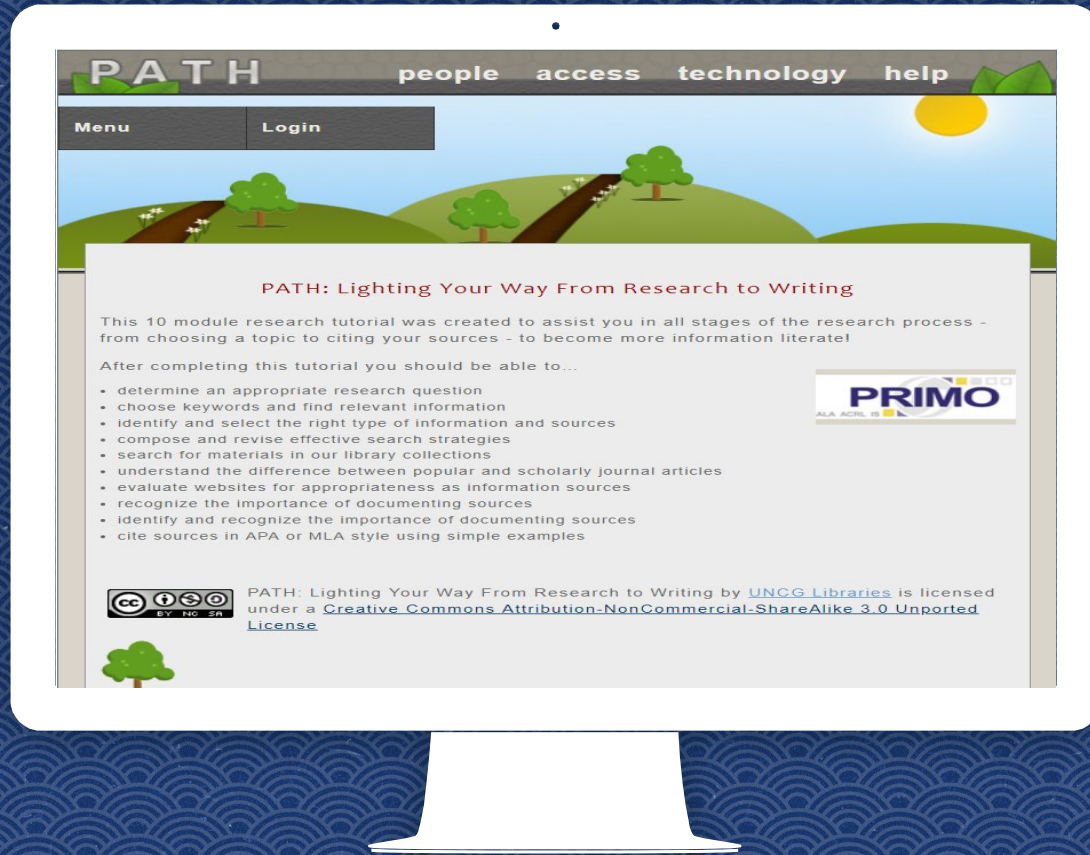 PATH people access technology help
Menu Login
PATH: Lighting Your Way From Research to Writing
This 10 module research tutorial was created to assist you in all stages of the research process -
from choosing a topic to citing your sources - to become more information literate!
After completing this tutorial you should be able to...
• determine an appropriate research question
• choose keywords and find relevant information
• identify and select the right type of information and sources
• compose and revise effective search strategies
• search for materials in our library collections
• understand the difference between popular and scholarly journal articles
• evaluate websites for appropriateness as information sources
• recognize the importance of documenting sources
• identify and recognize the importance of documenting sources
• cite sources in APA or MLA style using simple examples
PRIMO
ALA ACRL IS
cc BY NC SA
PATH: Lighting Your Way From Research to Writing by UNCG Libraries is licensed
under a Creative Commons Attribution-NonCommercial-ShareAlike 3.0 Unported
License